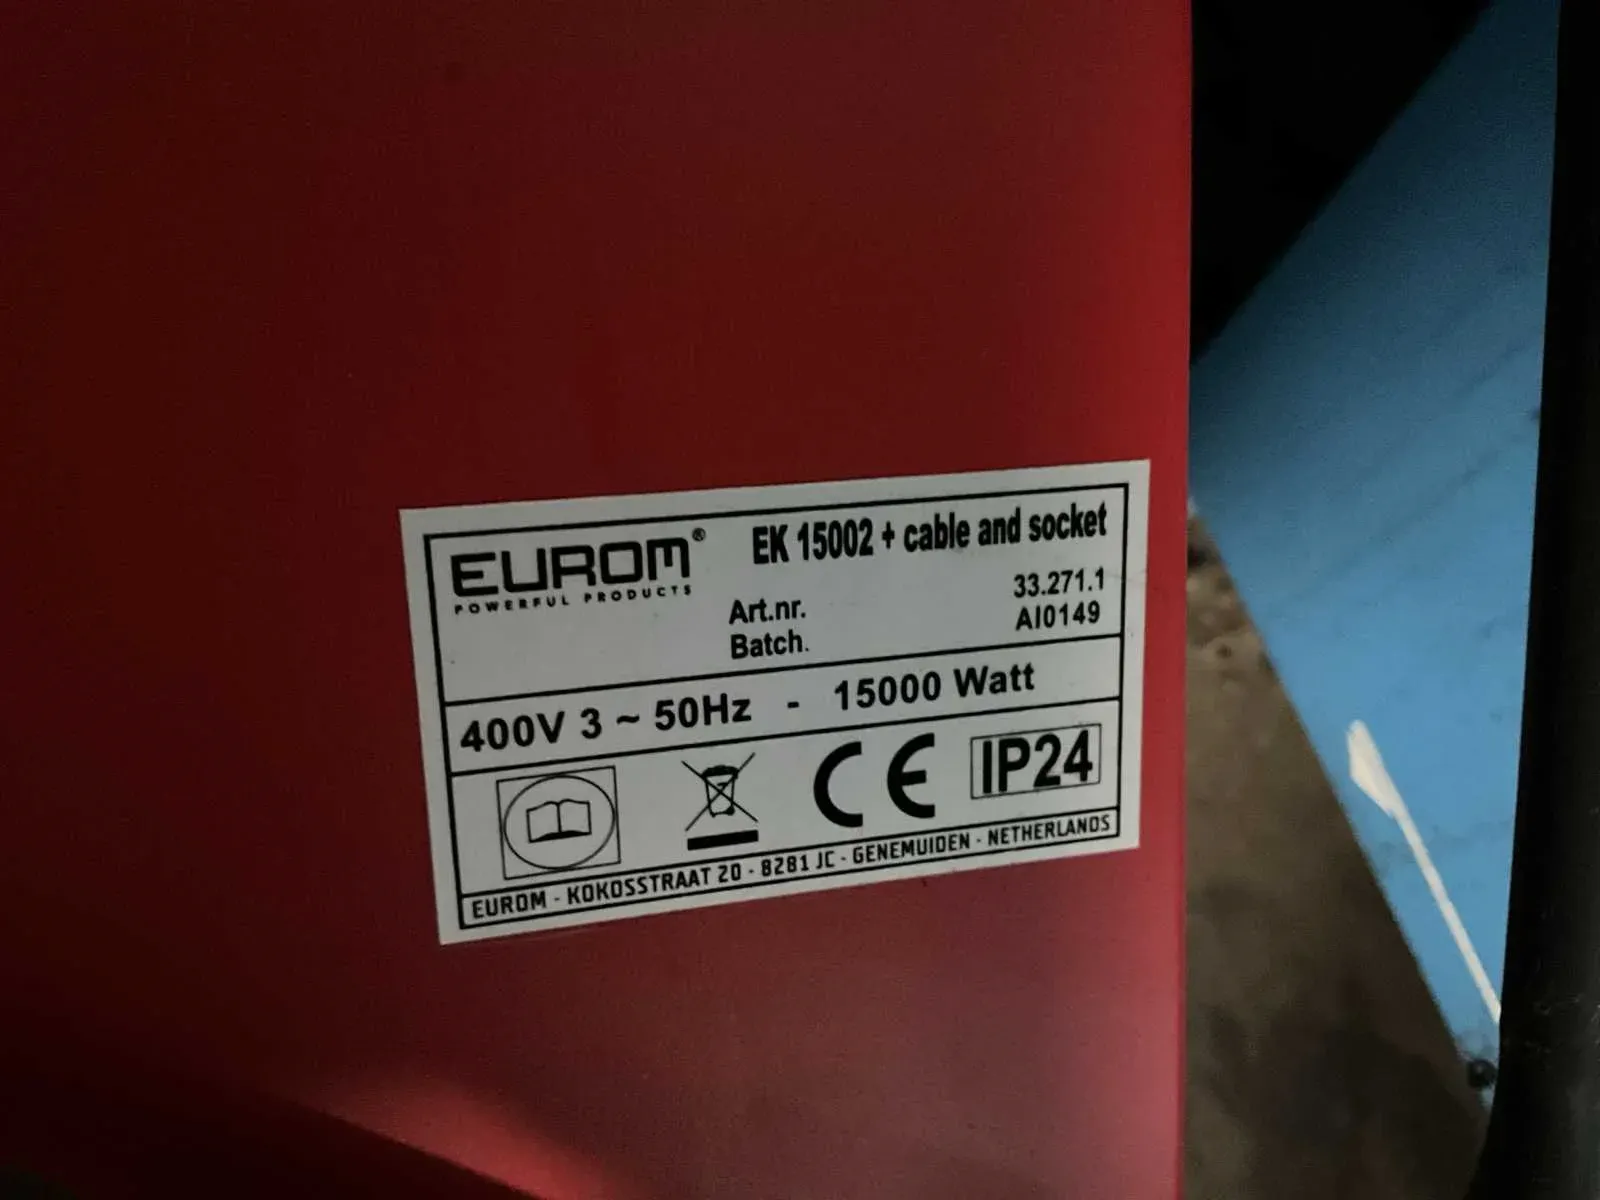 EUROM®
POWERFUL PRODUCTS
EK 15002 + cable and socket
Art.nr. 33.271.1
Batch. AI0149
400V 3 ~ 50Hz - 15000 Watt
CE IP24
EUROM - KOKOSSTRAAT 20 - 8281 JC - GENEMUIDEN - NETHERLANDS